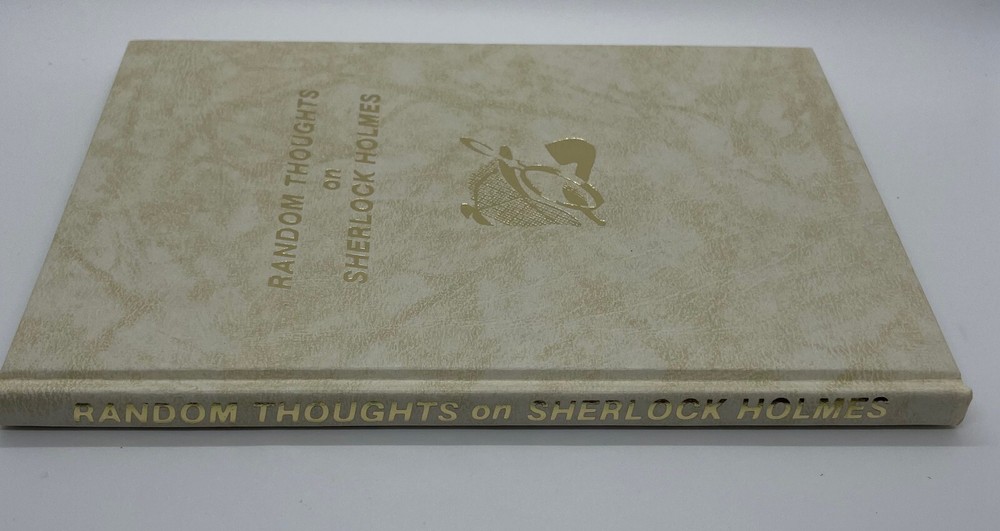 RANDOM THOUGHTS
on
SHERLOCK HOLMES
RANDOM THOUGHTS on SHERLOCK HOLMES